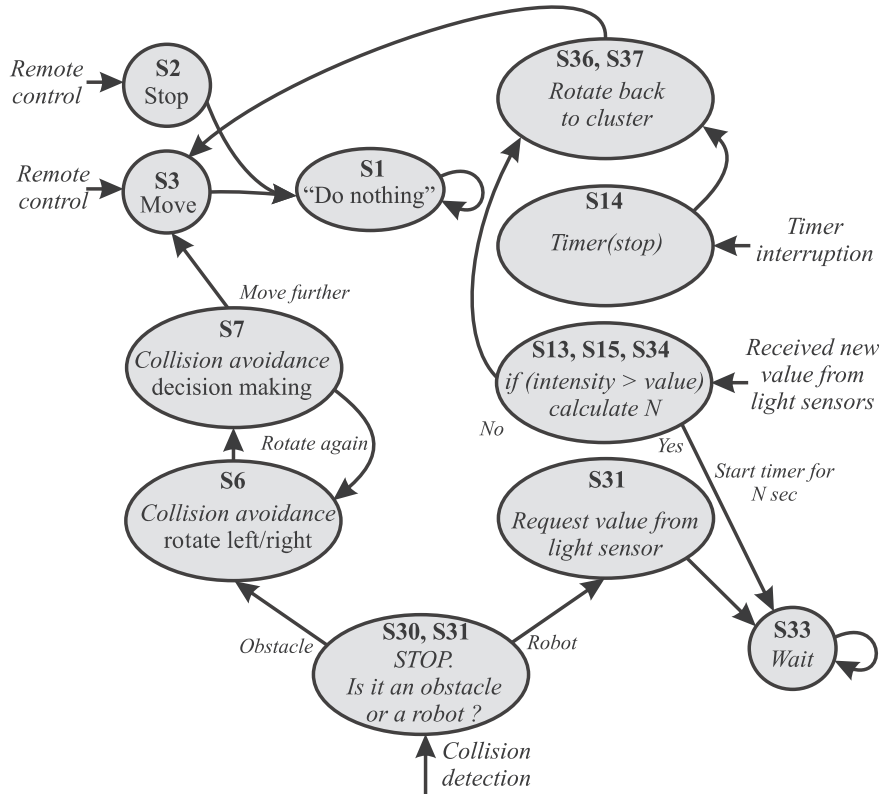 Remote
control
S2
Stop
Remote
control
S3
Move
S1
“Do nothing”
S36, S37
Rotate back
to cluster
S14
Timer(stop)
Timer
interruption
Move further
S7
Collision avoidance
decision making
Rotate again
S6
Collision avoidance
rotate left/right
S13, S15, S34
if (intensity > value)
calculate N
Received new
value from
light sensors
No
Yes
Start timer for
N sec
S31
Request value from
light sensor
Obstacle
S30, S31
STOP.
Is it an obstacle
or a robot ?
Robot
S33
Wait
Collision
detection